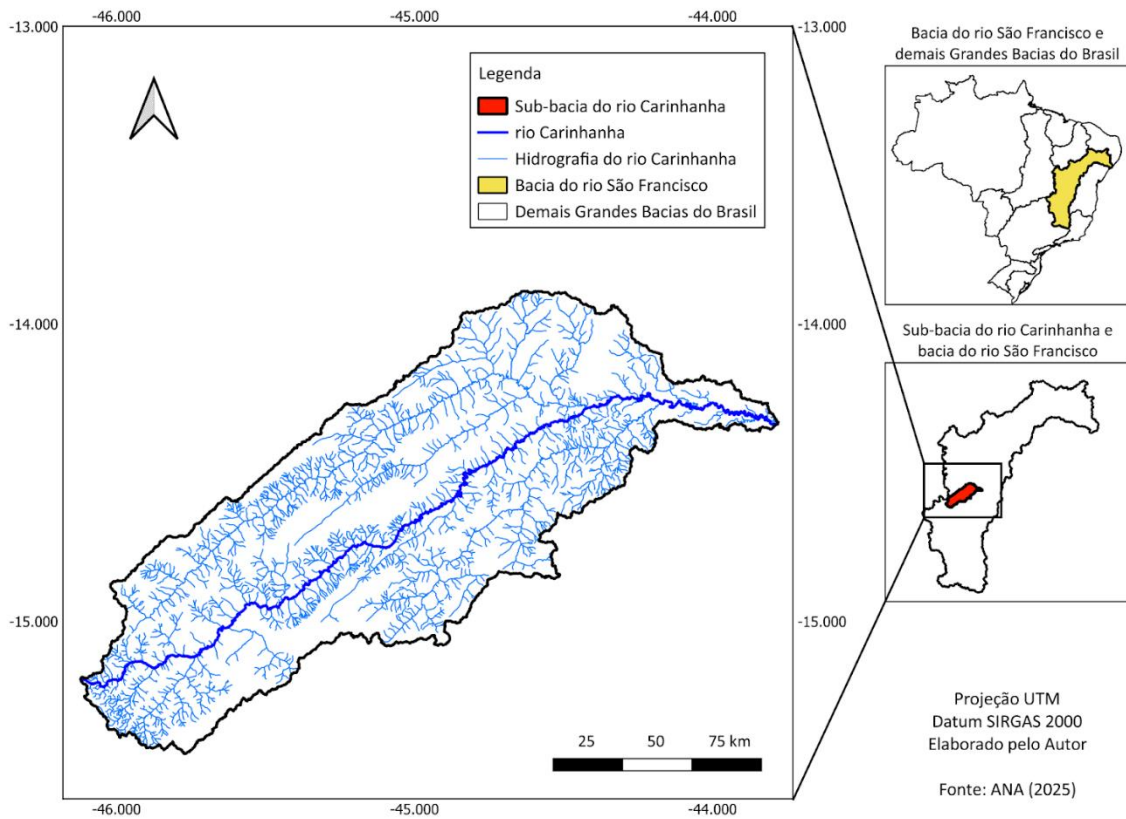 -46.000
-45.000
-44.000
-13.000
-13.000
Legenda
Sub-bacia do rio Carinhanha
rio Carinhanha
Hidrografia do rio Carinhanha
Bacia do rio São Francisco
Demais Grandes Bacias do Brasil
-14.000
-14.000
-15.000
-15.000
25
50
75 km
-46.000
-45.000
-44.000
Bacia do rio São Francisco e
demais Grandes Bacias do Brasil
Sub-bacia do rio Carinhanha e
bacia do rio São Francisco
Projeção UTM
Datum SIRGAS 2000
Elaborado pelo Autor
Fonte: ANA (2025)